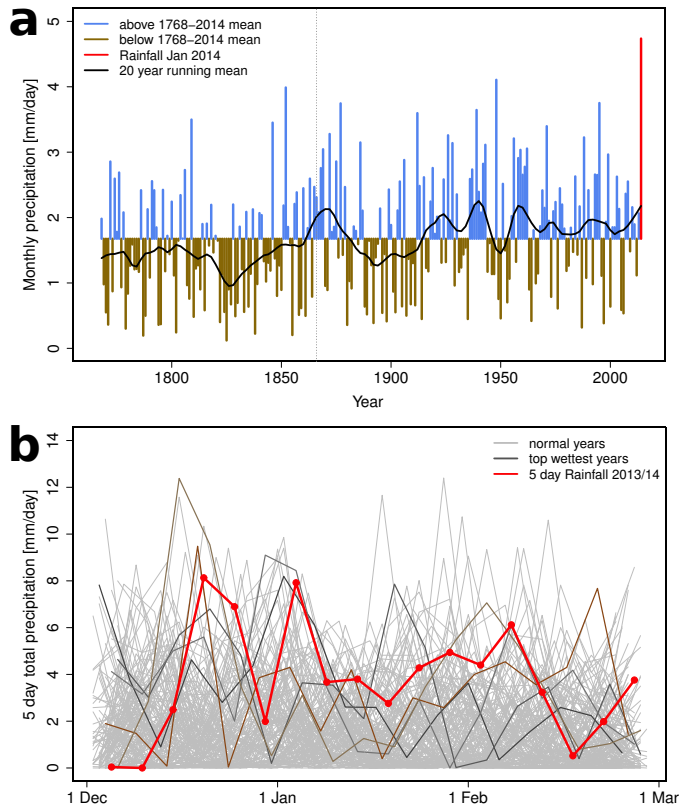 a
above 1768−2014 mean
below 1768−2014 mean
Rainfall Jan 2014
20 year running mean
Monthly precipitation [mm/day]
5
4
3
2
1
0
1800 1850 1900 1950 2000
Year
b
normal years
top wettest years
5 day Rainfall 2013/14
5 day total precipitation [mm/day]
14
12
10
8
6
4
2
0
1 Dec 1 Jan 1 Feb 1 Mar